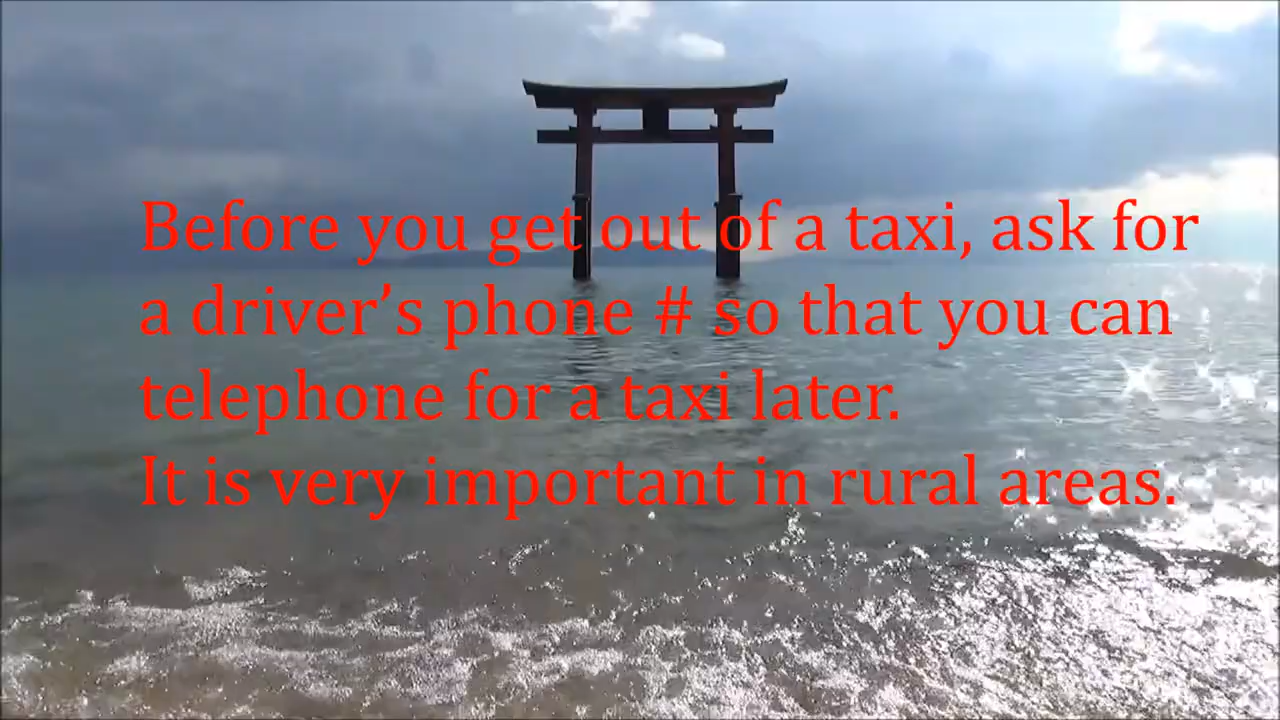 Before you get out of a taxi, ask for
a driver’s phone # so that you can
telephone for a taxi later.
It is very important in rural areas.